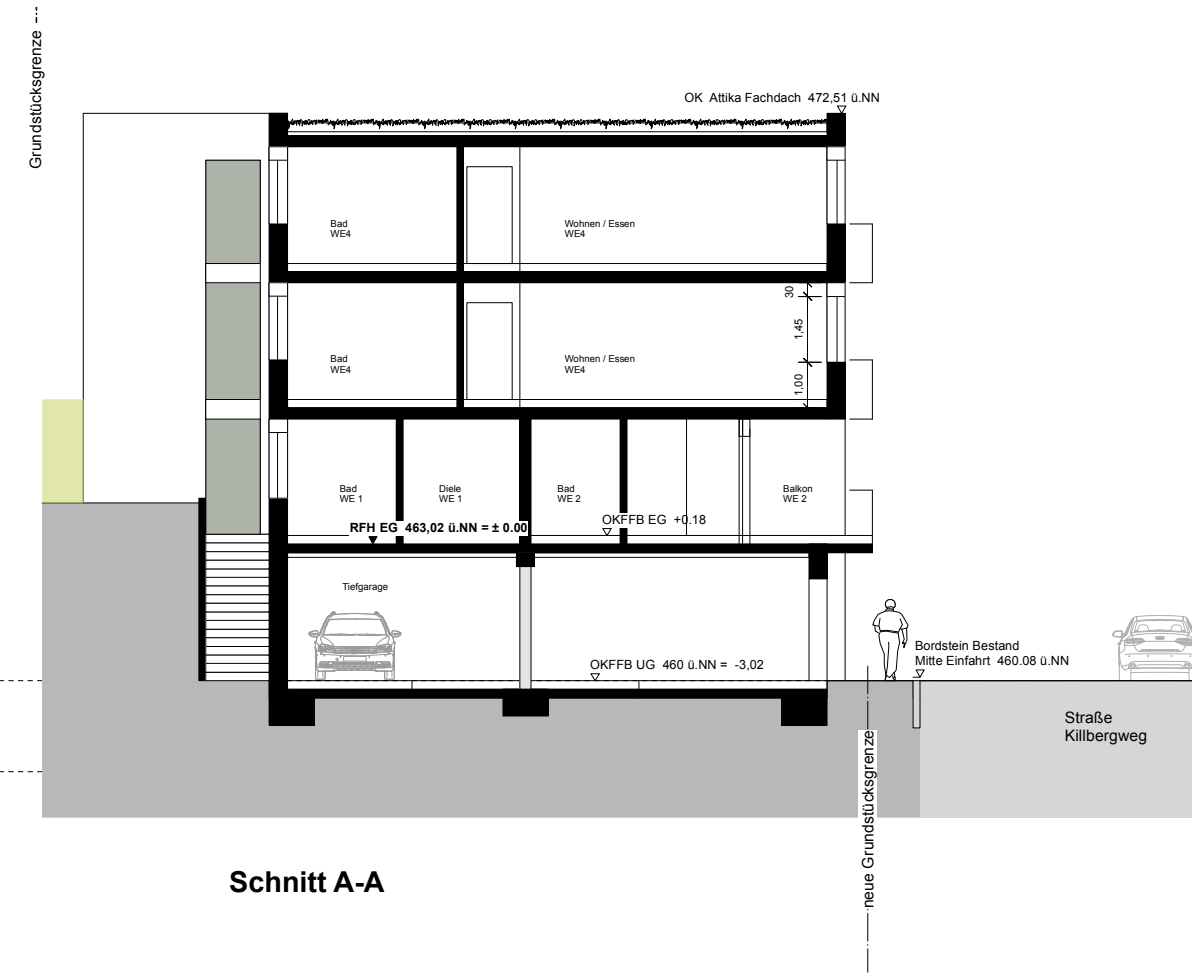 Grundstücksgrenze
OK Attika Fachdach 472,51 ü.NN
Bad
WE4
Wohnen / Essen
WE4
30
1,45
1,00
Bad
WE4
Wohnen / Essen
WE4
Bad
WE 1
Diele
WE 1
Bad
WE 2
Balkon
WE 2
RFH EG 463,02 ü.NN = ± 0.00
OKFFB EG +0.18
Tiefgarage
OKFFB UG 460 ü.NN = -3,02
Bordstein Bestand
Mitte Einfahrt 460.08 ü.NN
Straße
Killbergweg
neue Grundstücksgrenze
Schnitt A-A